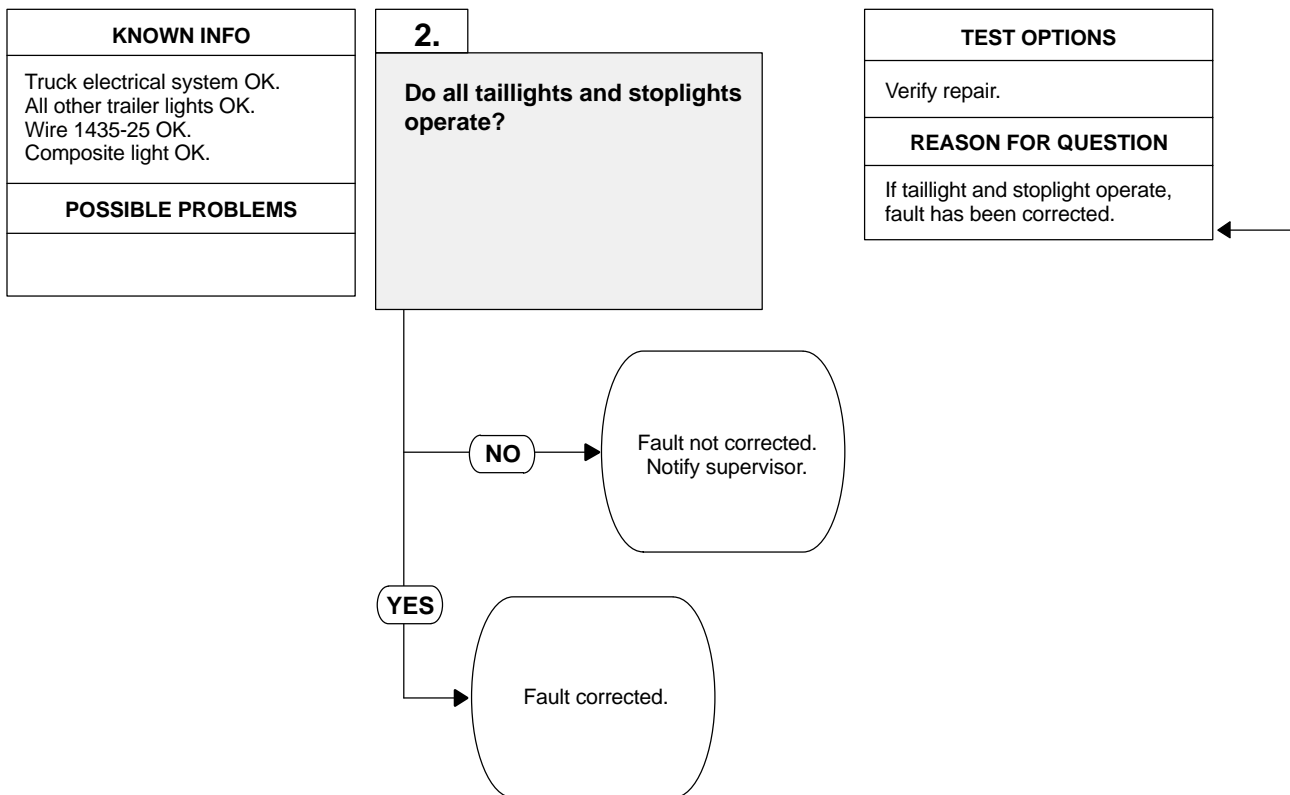 KNOWN INFO
Truck electrical system OK.
All other trailer lights OK.
Wire 1435-25 OK.
Composite light OK.
POSSIBLE PROBLEMS
2.
Do all taillights and stoplights
operate?
TEST OPTIONS
Verify repair.
REASON FOR QUESTION
If taillight and stoplight operate,
fault has been corrected.
NO
Fault not corrected.
Notify supervisor.
YES
Fault corrected.